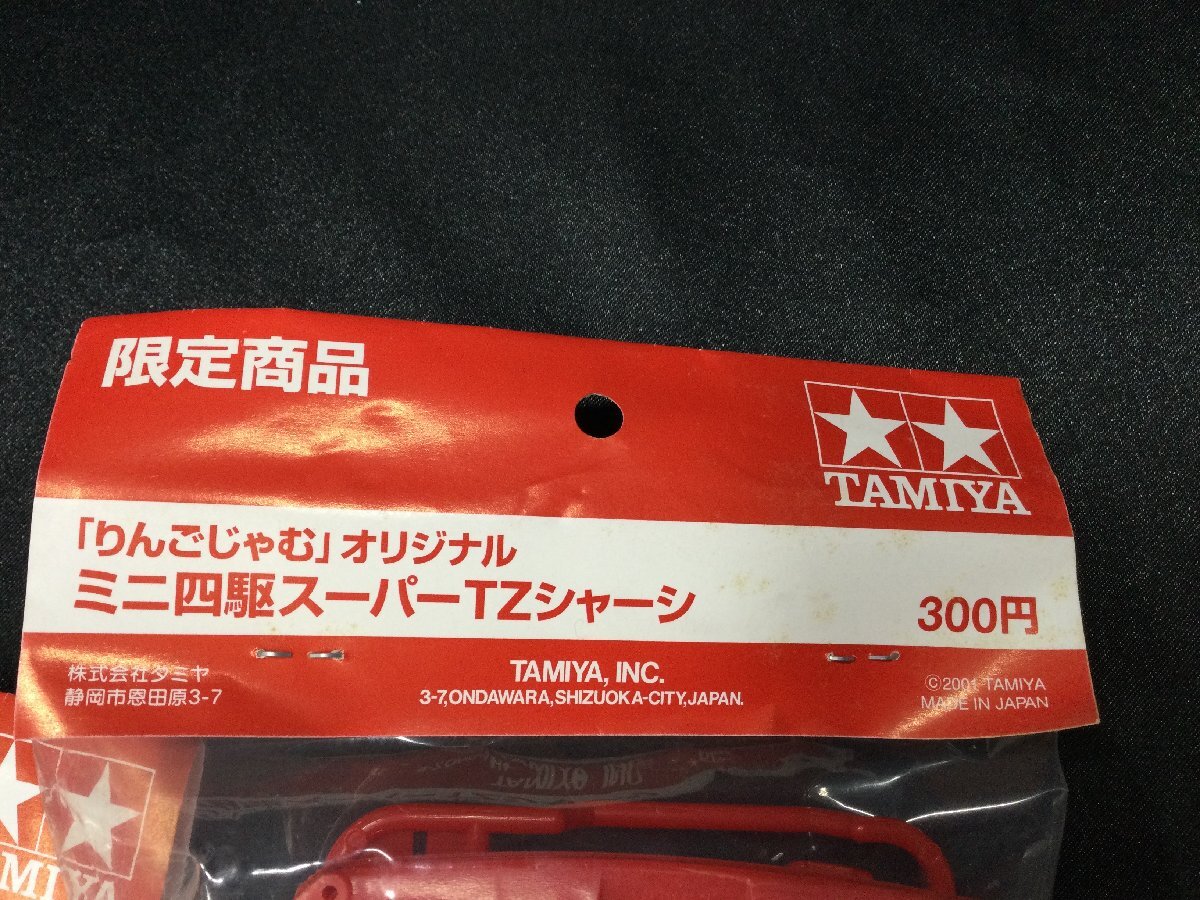 限定商品
TAMIYA
「りんごじゃむ」オリジナル
ミニ四駆スーパーTZシャーシ
300円
株式会社タミヤ
静岡市恩田原3-7
TAMIYA, INC.
3-7,ONDAWARA,SHIZUOKA-CITY,JAPAN.
©2001 TAMIYA
MADE IN JAPAN
AMIYA